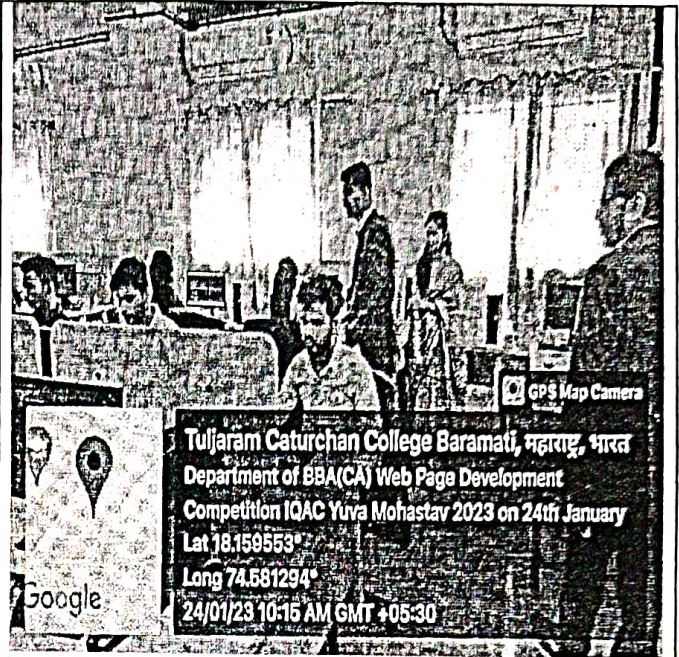 GPS Map Camera
Tuljaram Caturchan College Baramati, महाराष्ट्र, भारत
Department of BBA(CA) Web Page Development
Competition IQAC Yuva Mohastav 2023 on 24th January
Lat 18.159553°
Long 74.581294°
24/01/23 10:15 AM GMT +05:30
Google